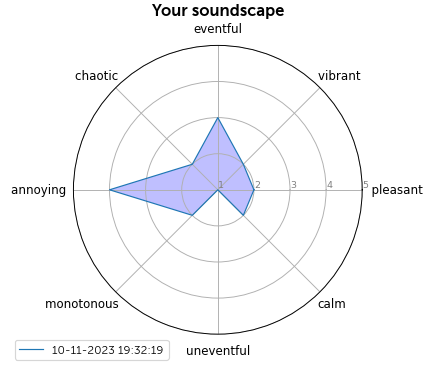 Your soundscape
eventful
chaotic
vibrant
annoying
1 2 3 4 5
pleasant
monotonous
calm
uneventful
10-11-2023 19:32:19